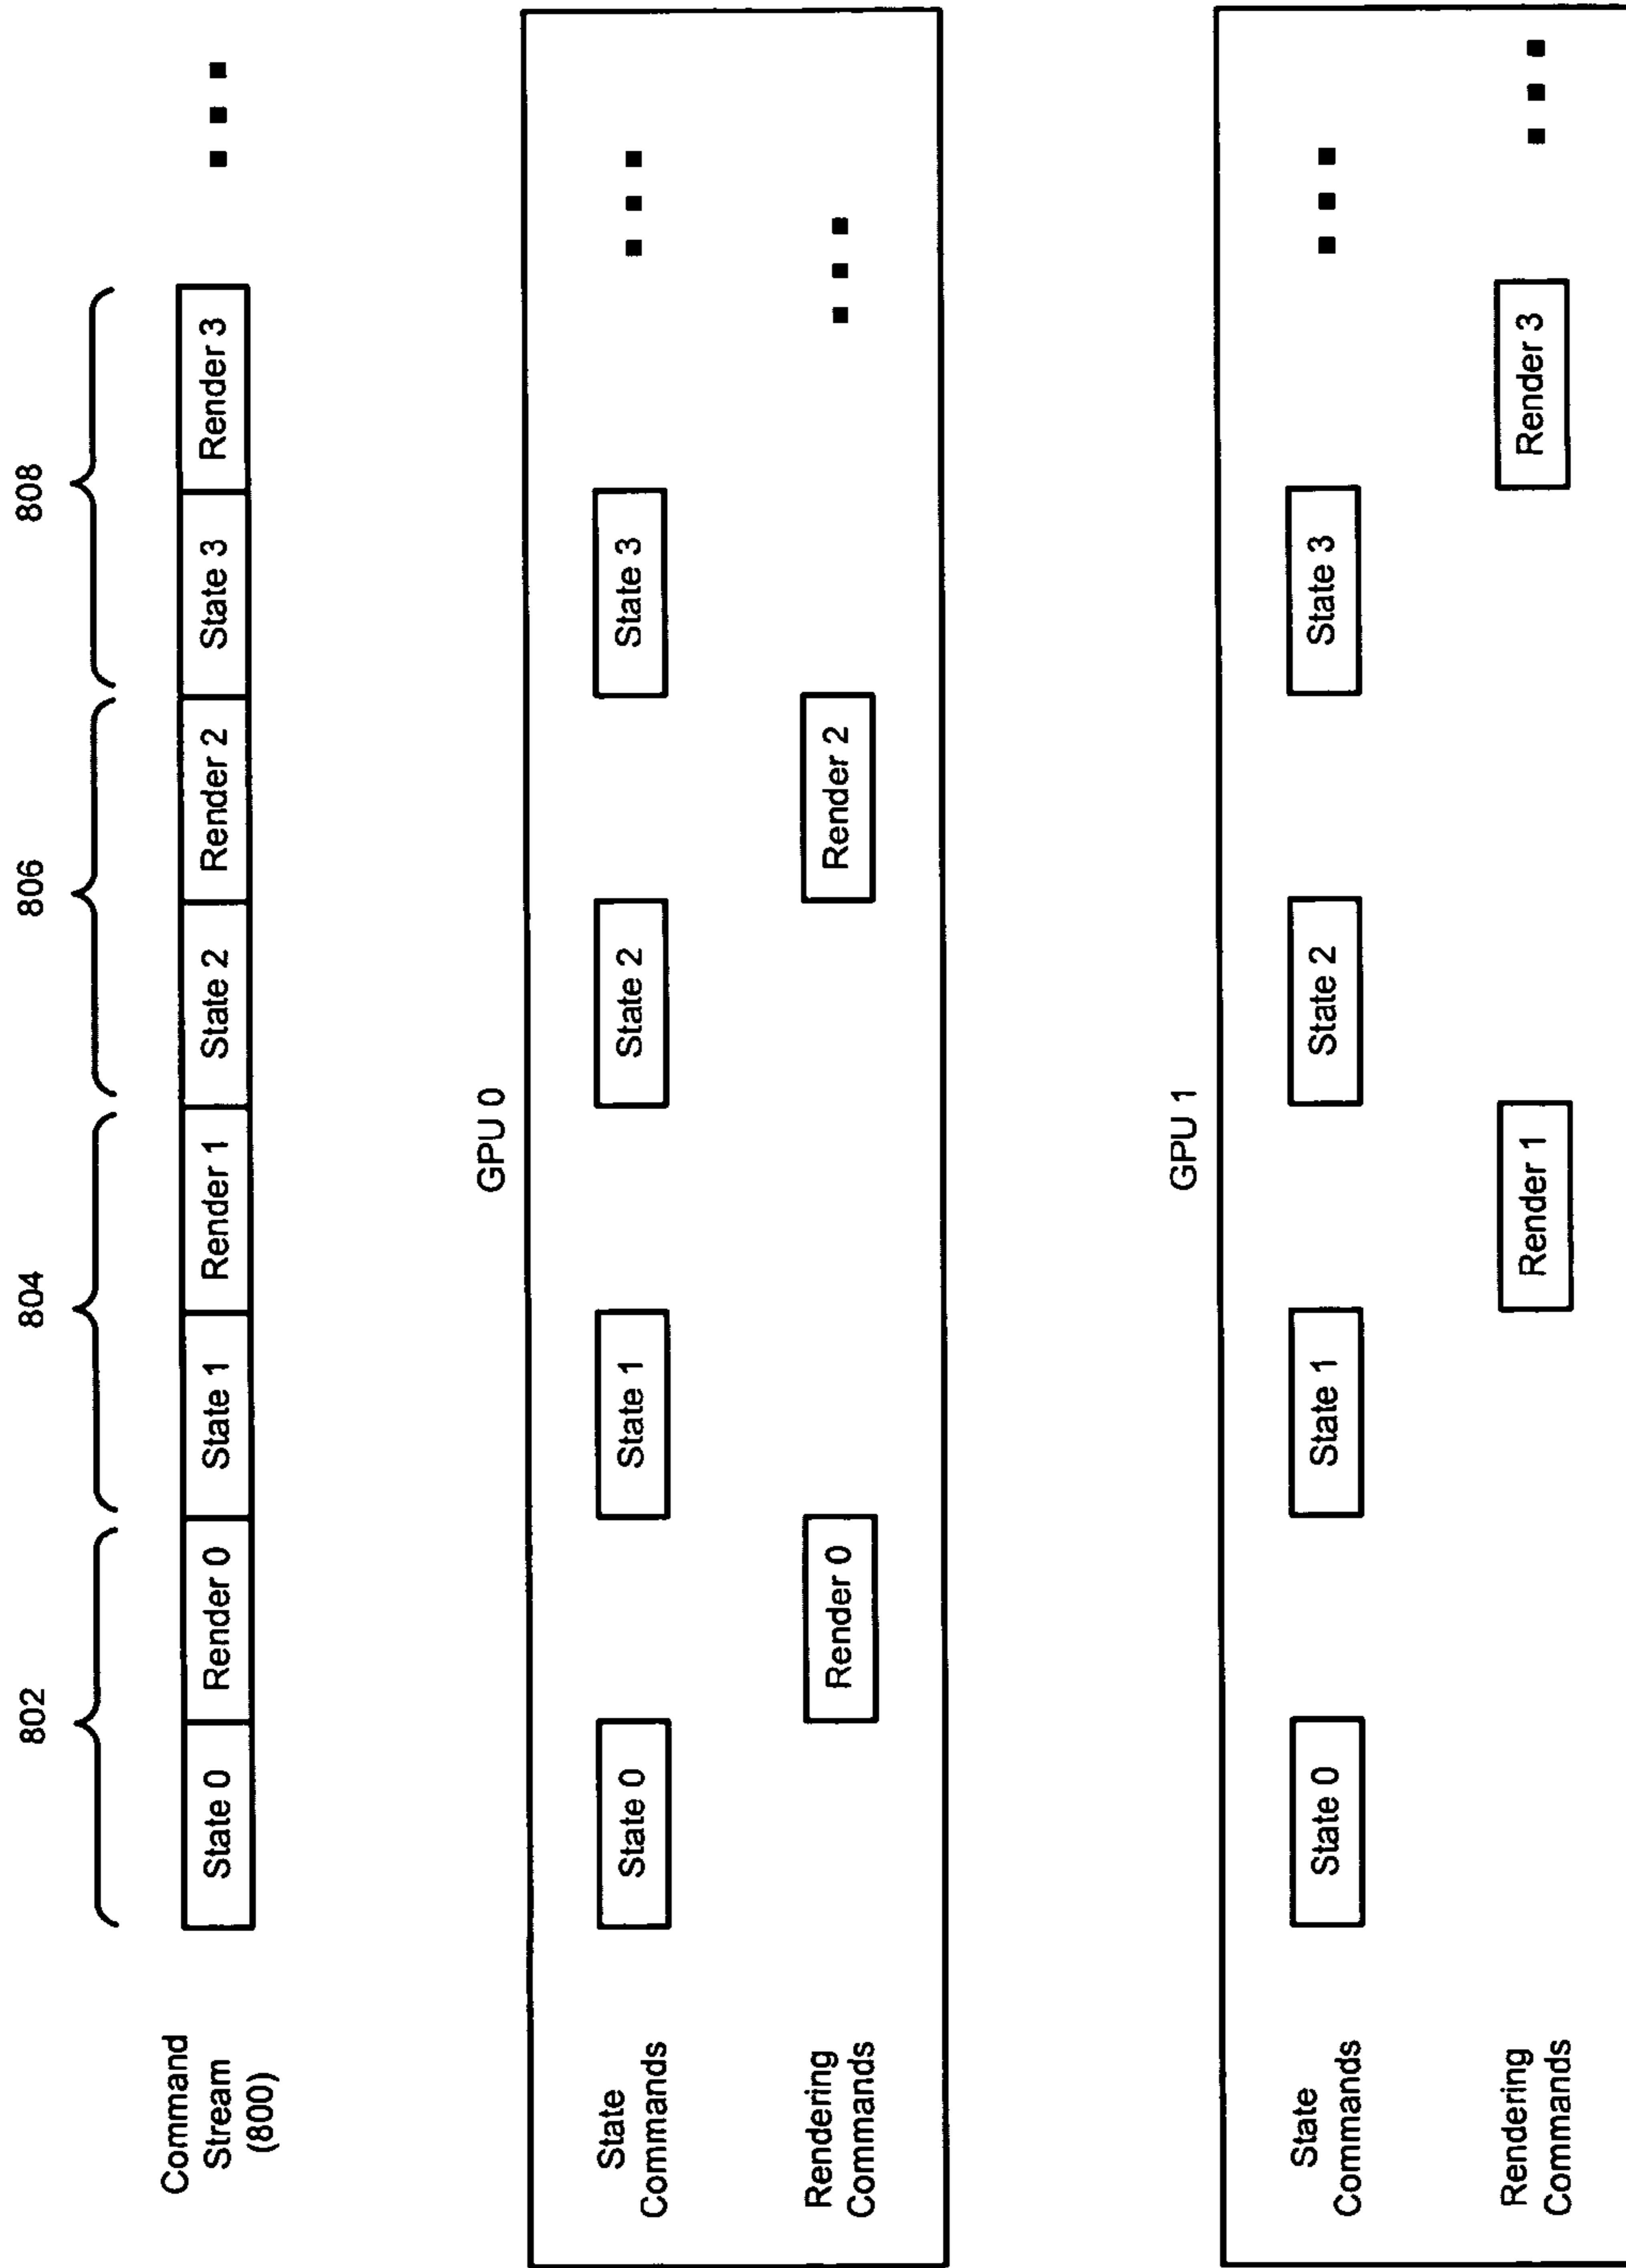 802 804 806 808
Command
Stream
(800)
State 0 Render 0 State 1 Render 1 State 2 Render 2 State 3 Render 3
GPU 0
State
Commands
State 0 State 1 State 2 State 3
Rendering
Commands
Render 0 Render 2
GPU 1
State
Commands
State 0 State 1 State 2 State 3
Rendering
Commands
Render 1 Render 3